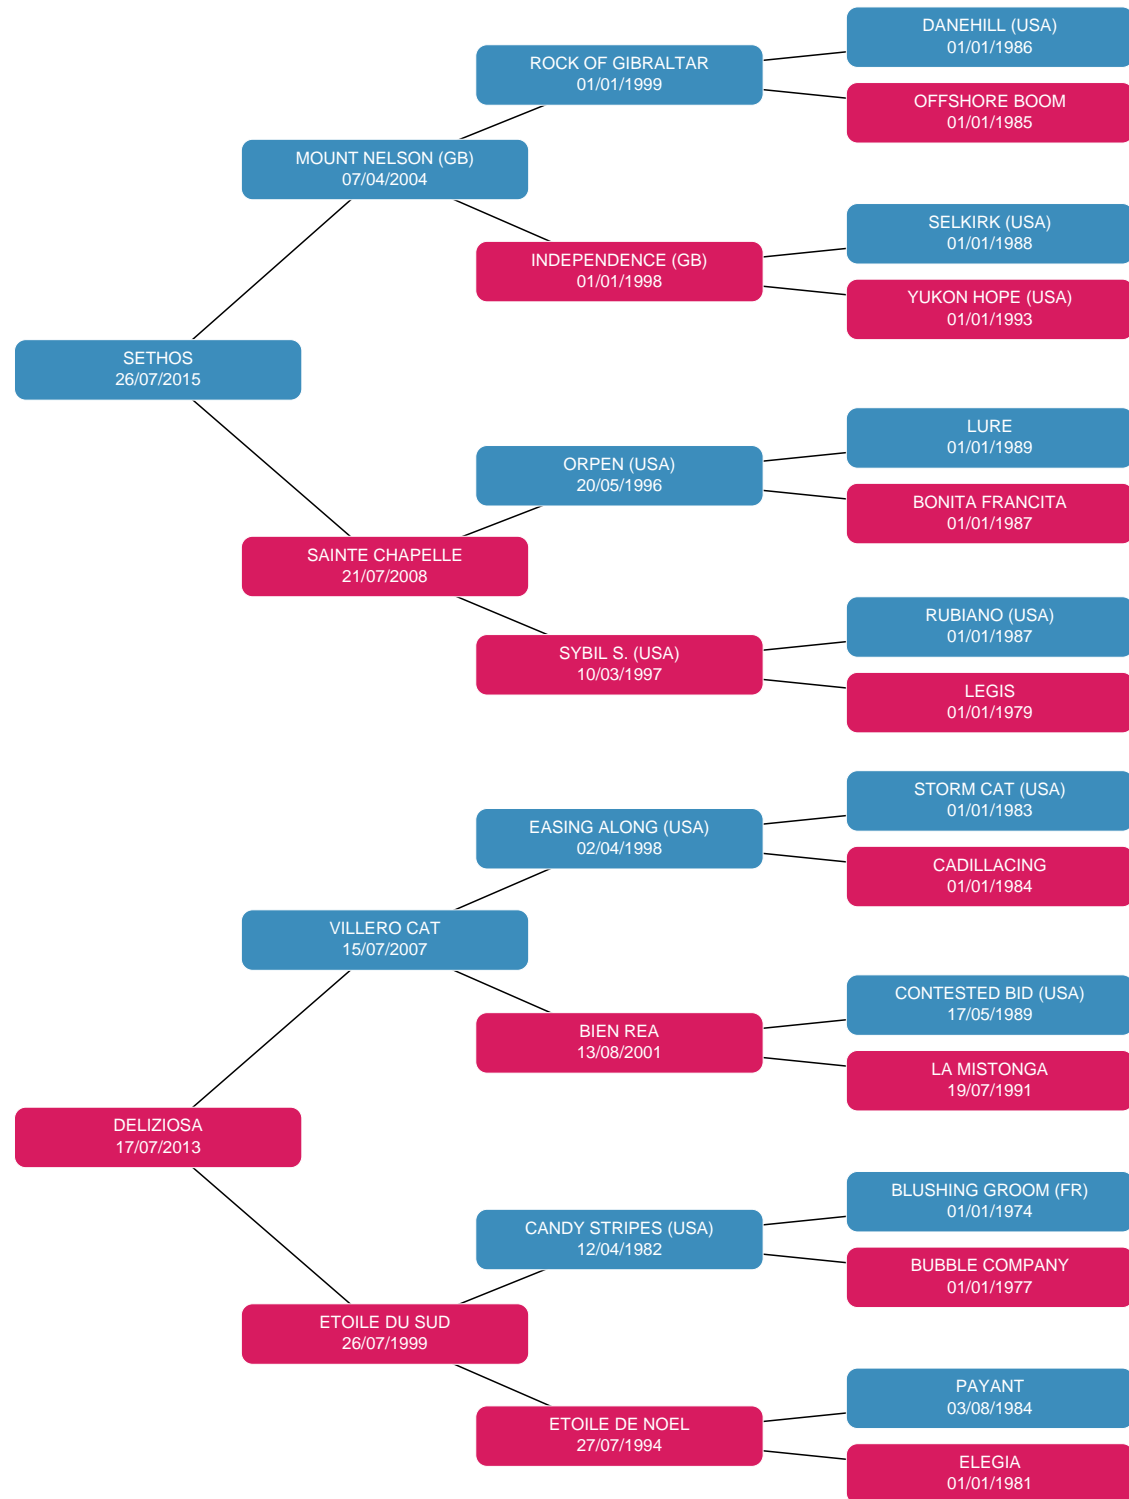 DANEHILL (USA)
01/01/1986
ROCK OF GIBRALTAR
01/01/1999
OFFSHORE BOOM
01/01/1985
MOUNT NELSON (GB)
07/04/2004
SELKIRK (USA)
01/01/1988
INDEPENDENCE (GB)
01/01/1998
YUKON HOPE (USA)
01/01/1993
SETHOS
26/07/2015
LURE
01/01/1989
ORPEN (USA)
20/05/1996
BONITA FRANCITA
01/01/1987
SAINTE CHAPELLE
21/07/2008
RUBIANO (USA)
01/01/1987
SYBIL S. (USA)
10/03/1997
LEGIS
01/01/1979
STORM CAT (USA)
01/01/1983
EASING ALONG (USA)
02/04/1998
CADILLACING
01/01/1984
VILLERO CAT
15/07/2007
CONTESTED BID (USA)
17/05/1989
BIEN REA
13/08/2001
LA MISTONGA
19/07/1991
DELIZIOSA
17/07/2013
BLUSHING GROOM (FR)
01/01/1974
CANDY STRIPES (USA)
12/04/1982
BUBBLE COMPANY
01/01/1977
ETOILE DU SUD
26/07/1999
PAYANT
03/08/1984
ETOILE DE NOEL
27/07/1994
ELEGIA
01/01/1981